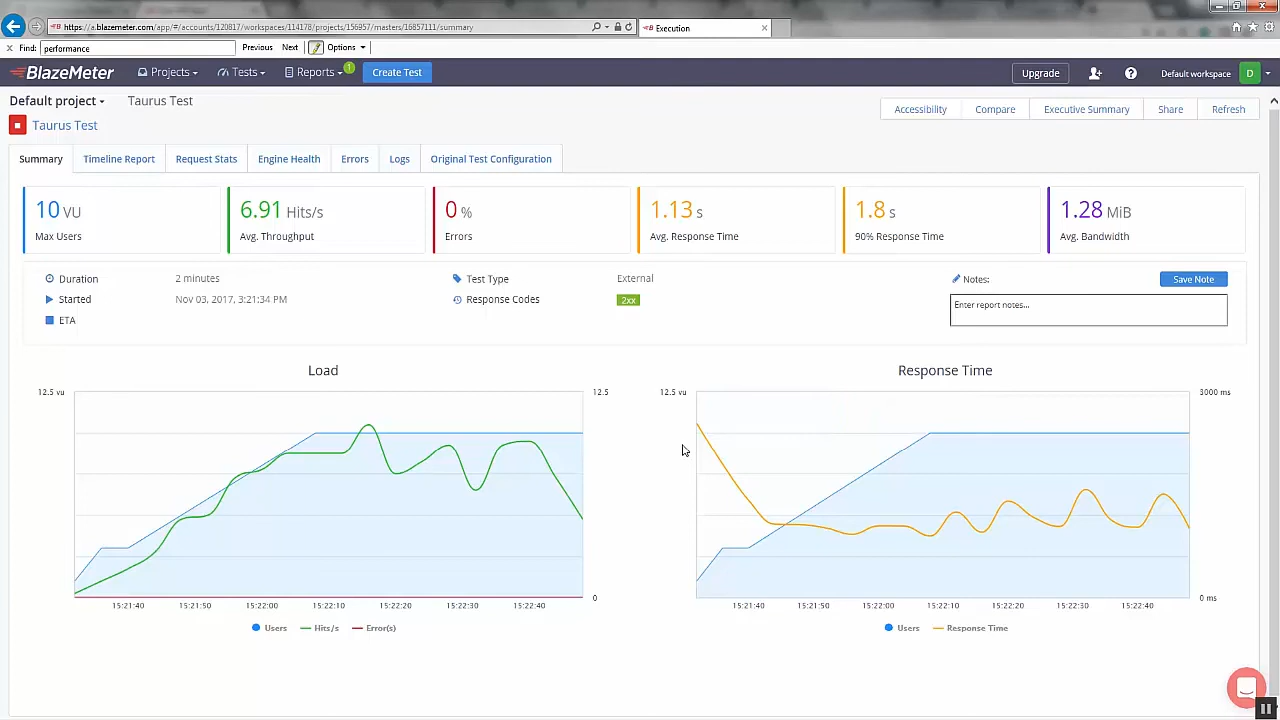 https://a.blazemeter.com/app/#/accounts/120817/workspaces/114178/projects/156957/masters/16857111/summary
Execution
Find: performance Previous Next Options
BlazeMeter Projects Tests Reports 1 Create Test Upgrade Default workspace D
Default project Taurus Test
Accessibility Compare Executive Summary Share Refresh
Taurus Test
Summary Timeline Report Request Stats Engine Health Errors Logs Original Test Configuration
10 VU 6.91 Hits/s 0 % 1.13 s 1.8 s 1.28 MiB
Max Users Avg. Throughput Errors Avg. Response Time 90% Response Time Avg. Bandwidth
Duration 2 minutes Test Type External Notes: Save Note
Started Nov 03, 2017, 3:21:34 PM Response Codes 2xx Enter report notes...
ETA
Load Response Time
12.5 vu 12.5 12.5 vu 3000 ms
0 0 ms
15:21:40 15:21:50 15:22:00 15:22:10 15:22:20 15:22:30 15:22:40 15:21:40 15:21:50 15:22:00 15:22:10 15:22:20 15:22:30 15:22:40
Users Hits/s Error(s) Users Response Time